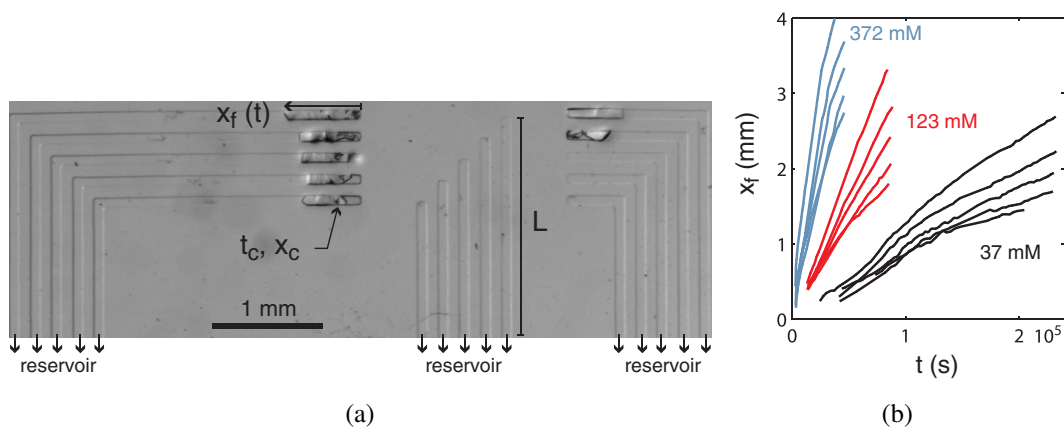 x_f (t)
t_c, x_c
L
1 mm
reservoir
reservoir
reservoir
(a)
4
3
2
1
0
x_f (mm)
372 mM
123 mM
37 mM
0
1
2
10^5
t (s)
(b)